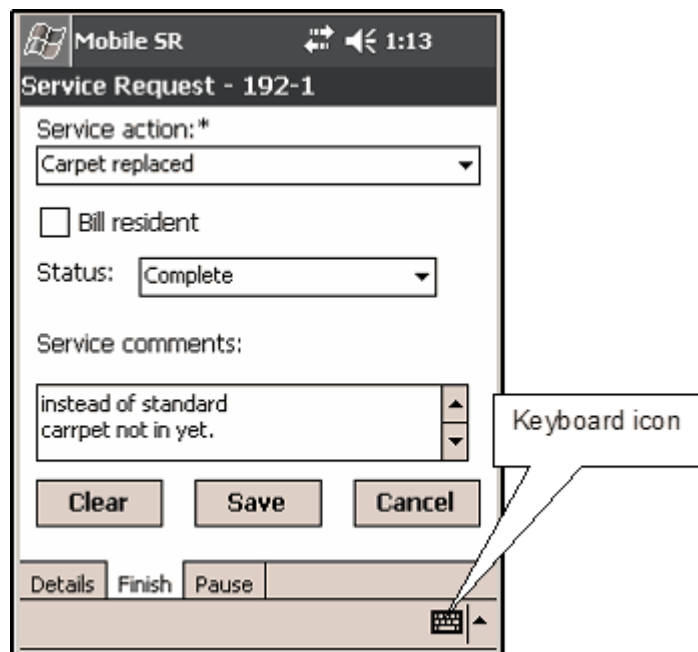 Mobile SR 1:13
Service Request - 192-1
Service action:*
Carpet replaced
Bill resident
Status: Complete
Service comments:
instead of standard
carrpet not in yet.
Keyboard icon
Clear Save Cancel
Details Finish Pause